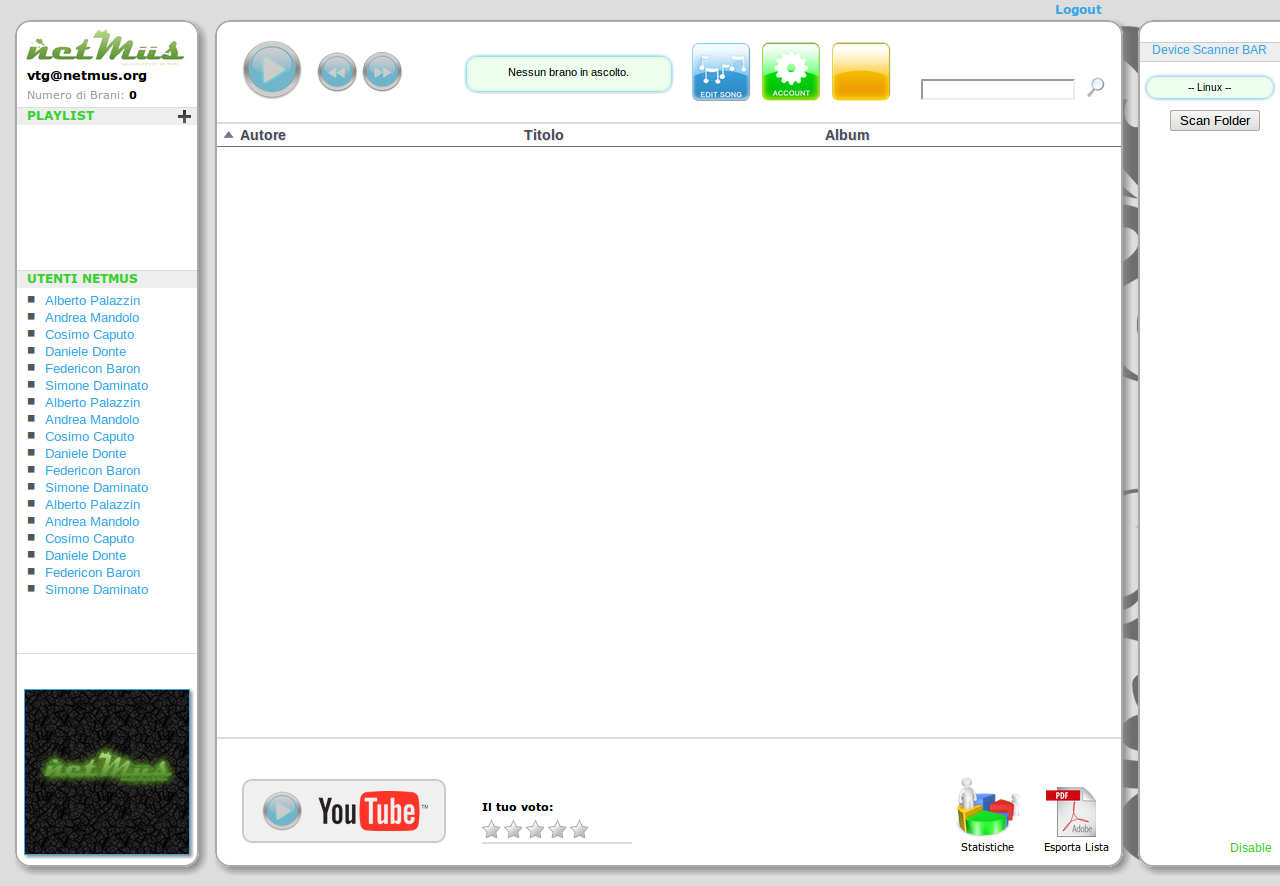 Logout
netMus
vtg@netmus.org
Numero di Brani: 0
PLAYLIST
UTENTI NETMUS
Alberto Palazzin
Andrea Mandolo
Cosimo Caputo
Daniele Donte
Federicon Baron
Simone Daminato
Alberto Palazzin
Andrea Mandolo
Cosimo Caputo
Daniele Donte
Federicon Baron
Simone Daminato
Alberto Palazzin
Andrea Mandolo
Cosimo Caputo
Daniele Donte
Federicon Baron
Simone Daminato
netMus
Nessun brano in ascolto.
EDIT SONG
ACCOUNT
Autore Titolo Album
YouTube™
Il tuo voto:
Statistiche
PDF
Adobe
Esporta Lista
Device Scanner BAR
-- Linux --
Scan Folder
Disable